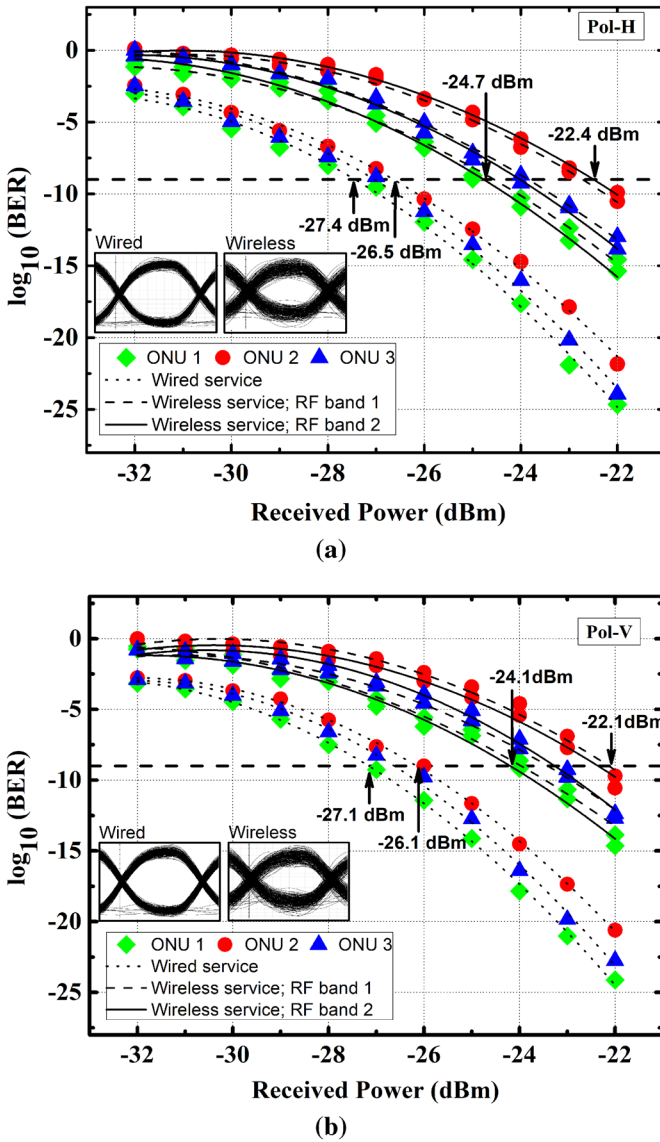 (a)
Pol-H
0
-5
-10
-15
-20
-25
log10 (BER)
-24.7 dBm
-22.4 dBm
-27.4 dBm
-26.5 dBm
Wired
Wireless
ONU 1
ONU 2
ONU 3
Wired service
Wireless service; RF band 1
Wireless service; RF band 2
-32
-30
-28
-26
-24
-22
Received Power (dBm)
(a)
Pol-V
0
-5
-10
-15
-20
-25
log10 (BER)
-24.1dBm
-22.1dBm
-27.1 dBm
-26.1 dBm
Wired
Wireless
ONU 1
ONU 2
ONU 3
Wired service
Wireless service; RF band 1
Wireless service; RF band 2
-32
-30
-28
-26
-24
-22
Received Power (dBm)
(b)